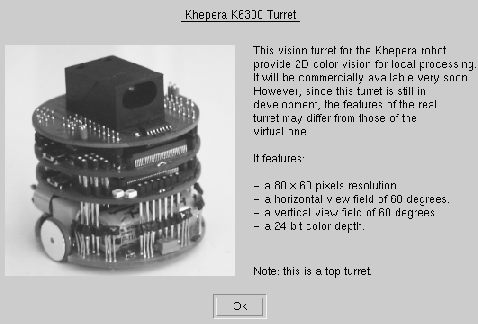 Khepera K6300 Turret
This vision turret for the Khepera robot
provide 2D color vision for local processing.
It will be commercially available very soon.
However, since this turret is still in
development, the features of the real
turret may differ from those of the
virtual one.
It features:
- a 80 x 60 pixels resolution.
- a horizontal view field of 60 degrees.
- a vertical view field of 60 degrees.
- a 24 bit color depth.
Note: this is a top turret.
Ok